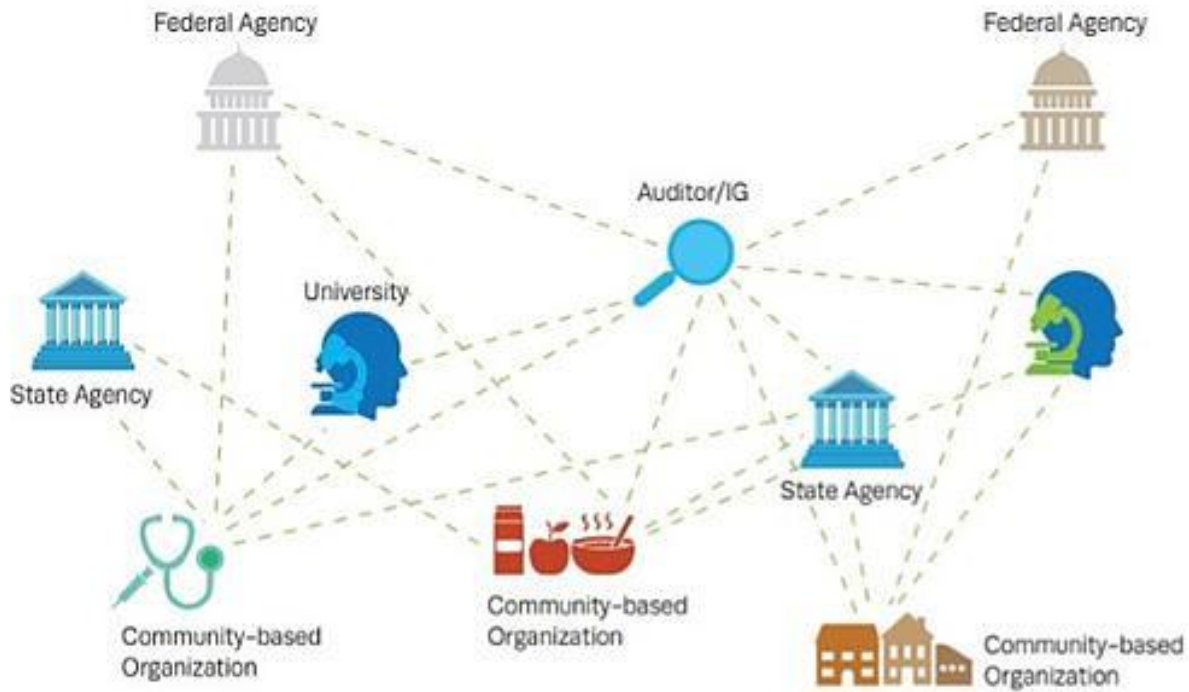 Federal Agency
Federal Agency
Auditor/IG
University
State Agency
State Agency
Community-based
Organization
Community-based
Organization
Community-based
Organization